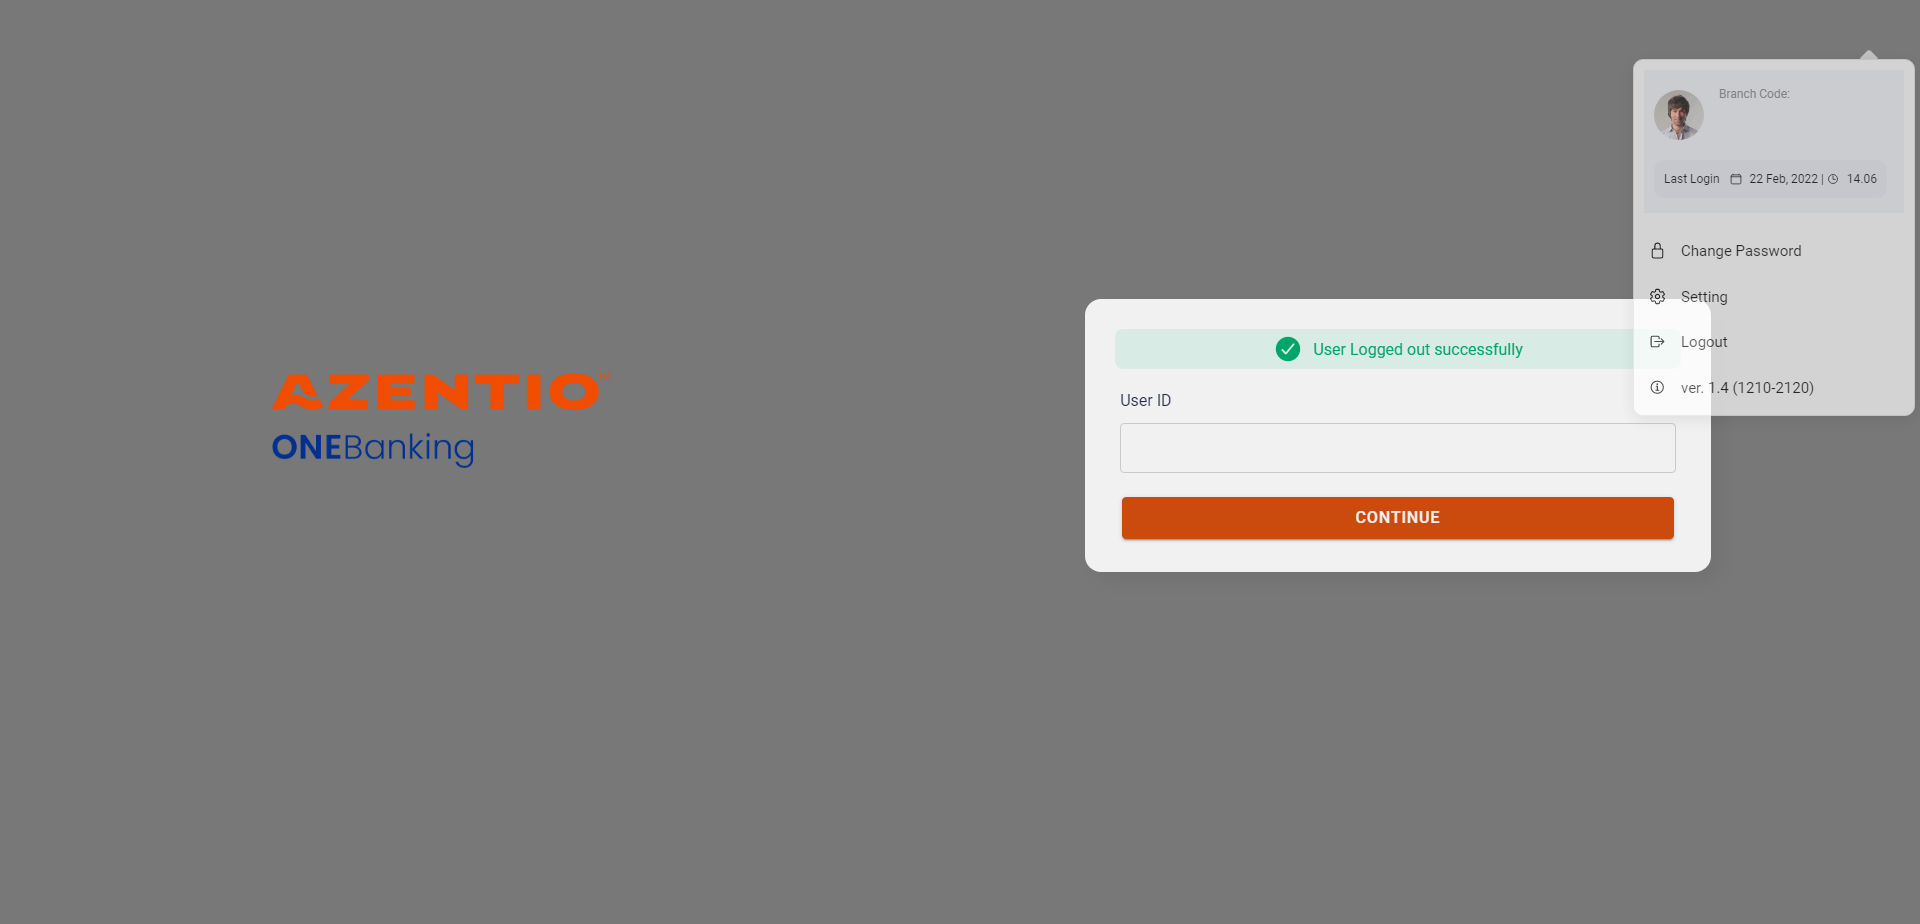 Branch Code:
Last Login 22 Feb, 2022 | 14.06
Change Password
Setting
Logout
ver. 1.4 (1210-2120)
User Logged out successfully
User ID
CONTINUE
AZENTIO
ONEBanking